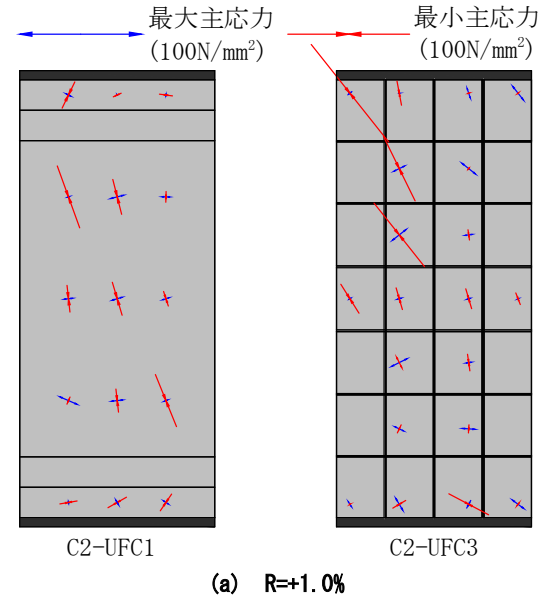 最大主応力
(100N/mm²)
最小主応力
(100N/mm²)
C2-UFC1
C2-UFC3
(a) R=+1.0%